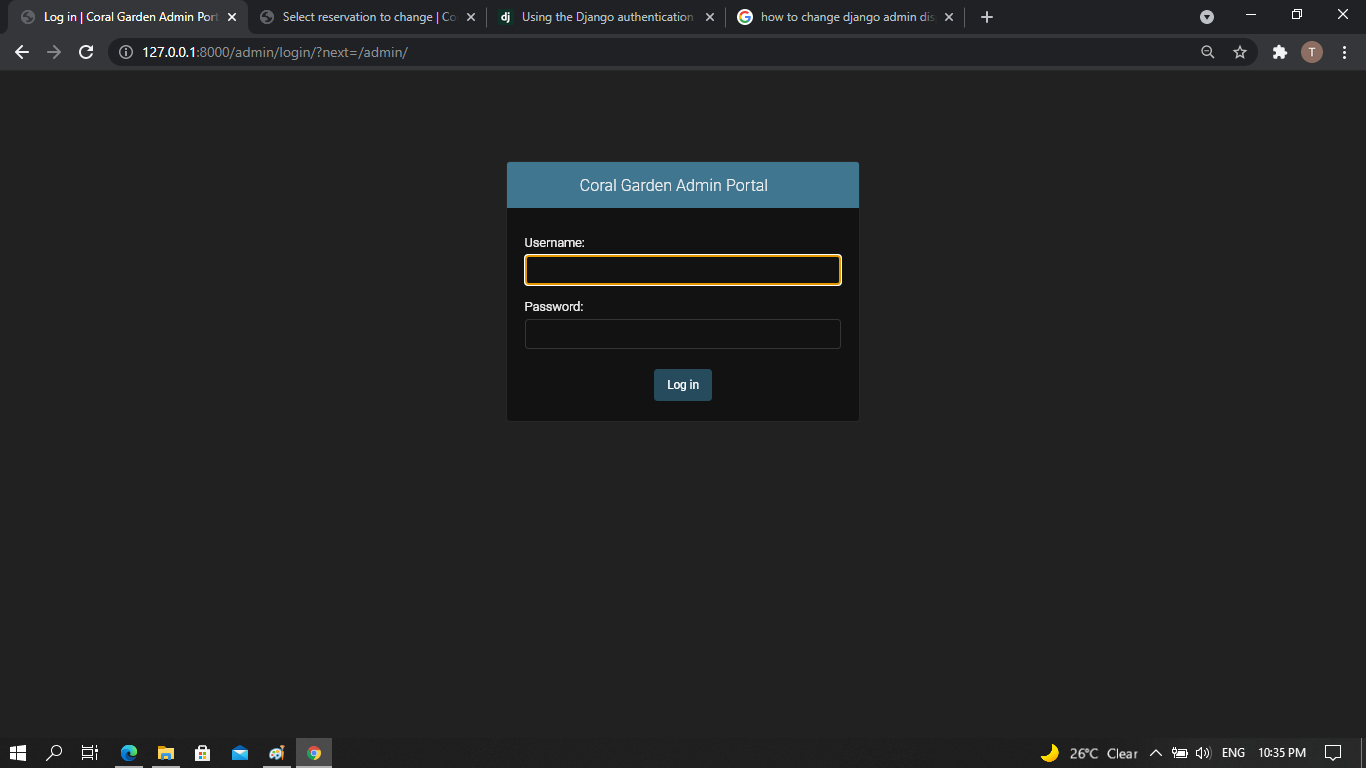 Log in | Coral Garden Admin Port
Select reservation to change | Co
dj Using the Django authentication
how to change django admin dis
127.0.0.1:8000/admin/login/?next=/admin/
T
Coral Garden Admin Portal
Username:
Password:
Log in
26°C Clear
ENG
10:35 PM